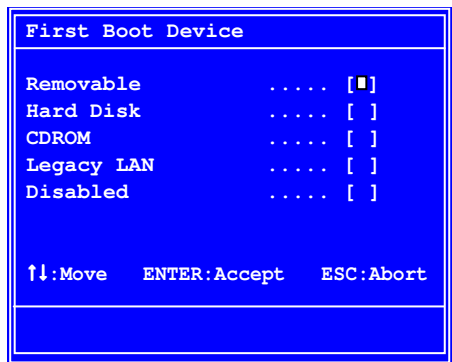 First Boot Device
Removable ..... [■]
Hard Disk ..... [ ]
CDROM ..... [ ]
Legacy LAN ..... [ ]
Disabled ..... [ ]
↑↓:Move ENTER:Accept ESC:Abort